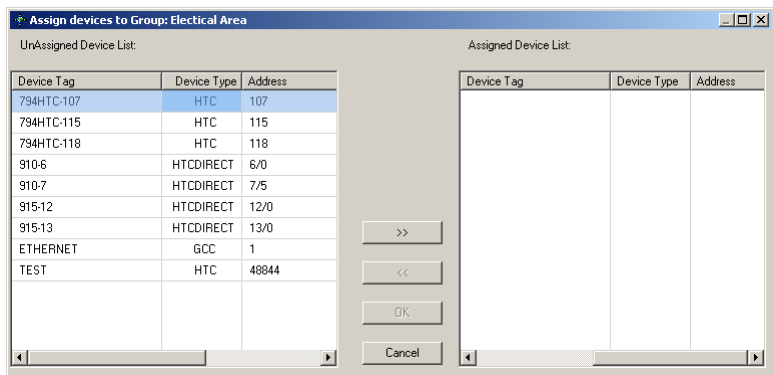 Assign devices to Group: Electical Area
UnAssigned Device List:
Assigned Device List:
Device Tag Device Type Address
794HTC-107 HTC 107
794HTC-115 HTC 115
794HTC-118 HTC 118
910-6 HTCDIRECT 6/0
910-7 HTCDIRECT 7/5
915-12 HTCDIRECT 12/0
915-13 HTCDIRECT 13/0
ETHERNET GCC 1
TEST HTC 48844
>>
<<
OK
Cancel
Device Tag Device Type Address